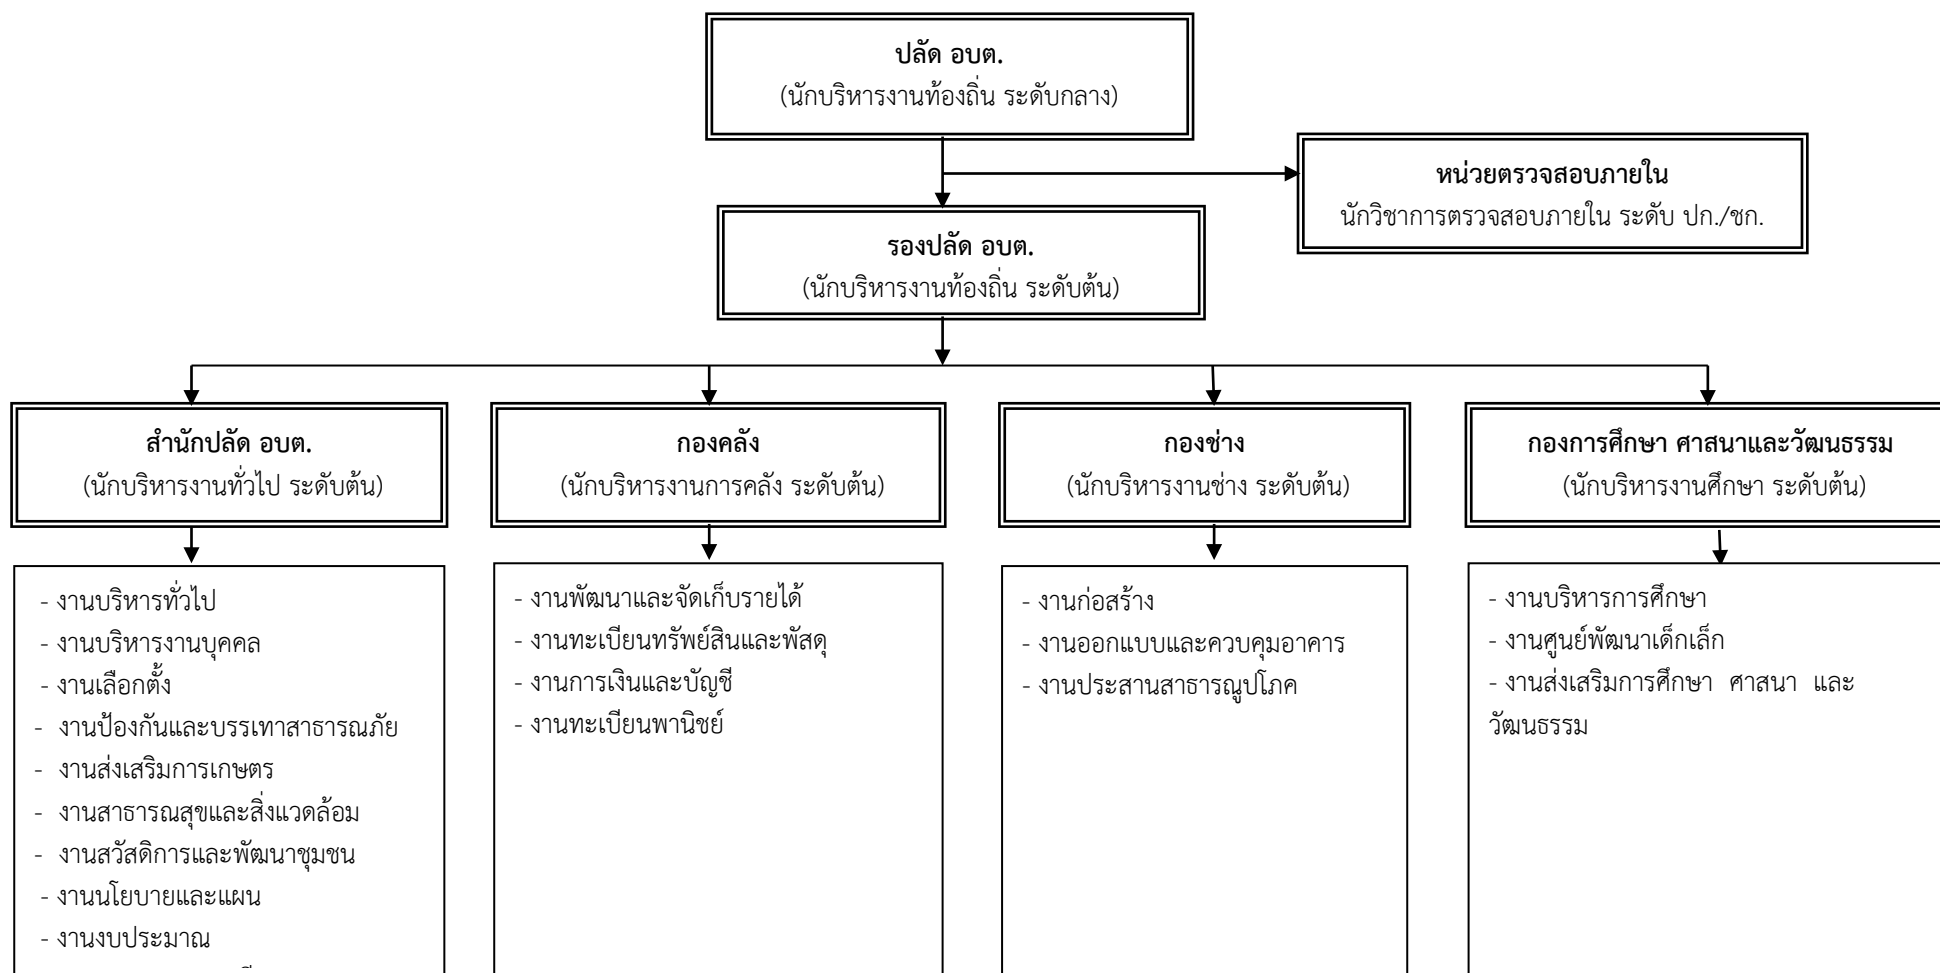 ปลัด อบต.
(นักบริหารงานท้องถิ่น ระดับกลาง)
หน่วยตรวจสอบภายใน
นักวิชาการตรวจสอบภายใน ระดับ ปก./ชก.
รองปลัด อบต.
(นักบริหารงานท้องถิ่น ระดับต้น)
สำนักปลัด อบต.
(นักบริหารงานทั่วไป ระดับต้น)
กองคลัง
(นักบริหารงานการคลัง ระดับต้น)
กองช่าง
(นักบริหารงานช่าง ระดับต้น)
กองการศึกษา ศาสนาและวัฒนธรรม
(นักบริหารงานศึกษา ระดับต้น)
- งานบริหารทั่วไป
- งานบริหารงานบุคคล
- งานเลือกตั้ง
- งานป้องกันและบรรเทาสาธารณภัย
- งานส่งเสริมการเกษตร
- งานสาธารณสุขและสิ่งแวดล้อม
- งานสวัสดิการและพัฒนาชุมชน
- งานนโยบายและแผน
- งานงบประมาณ
- งานพัฒนาและจัดเก็บรายได้
- งานทะเบียนทรัพย์สินและพัสดุ
- งานการเงินและบัญชี
- งานทะเบียนพานิชย์
- งานก่อสร้าง
- งานออกแบบและควบคุมอาคาร
- งานประสานสาธารณูปโภค
- งานบริหารการศึกษา
- งานศูนย์พัฒนาเด็กเล็ก
- งานส่งเสริมการศึกษา ศาสนา และ
วัฒนธรรม